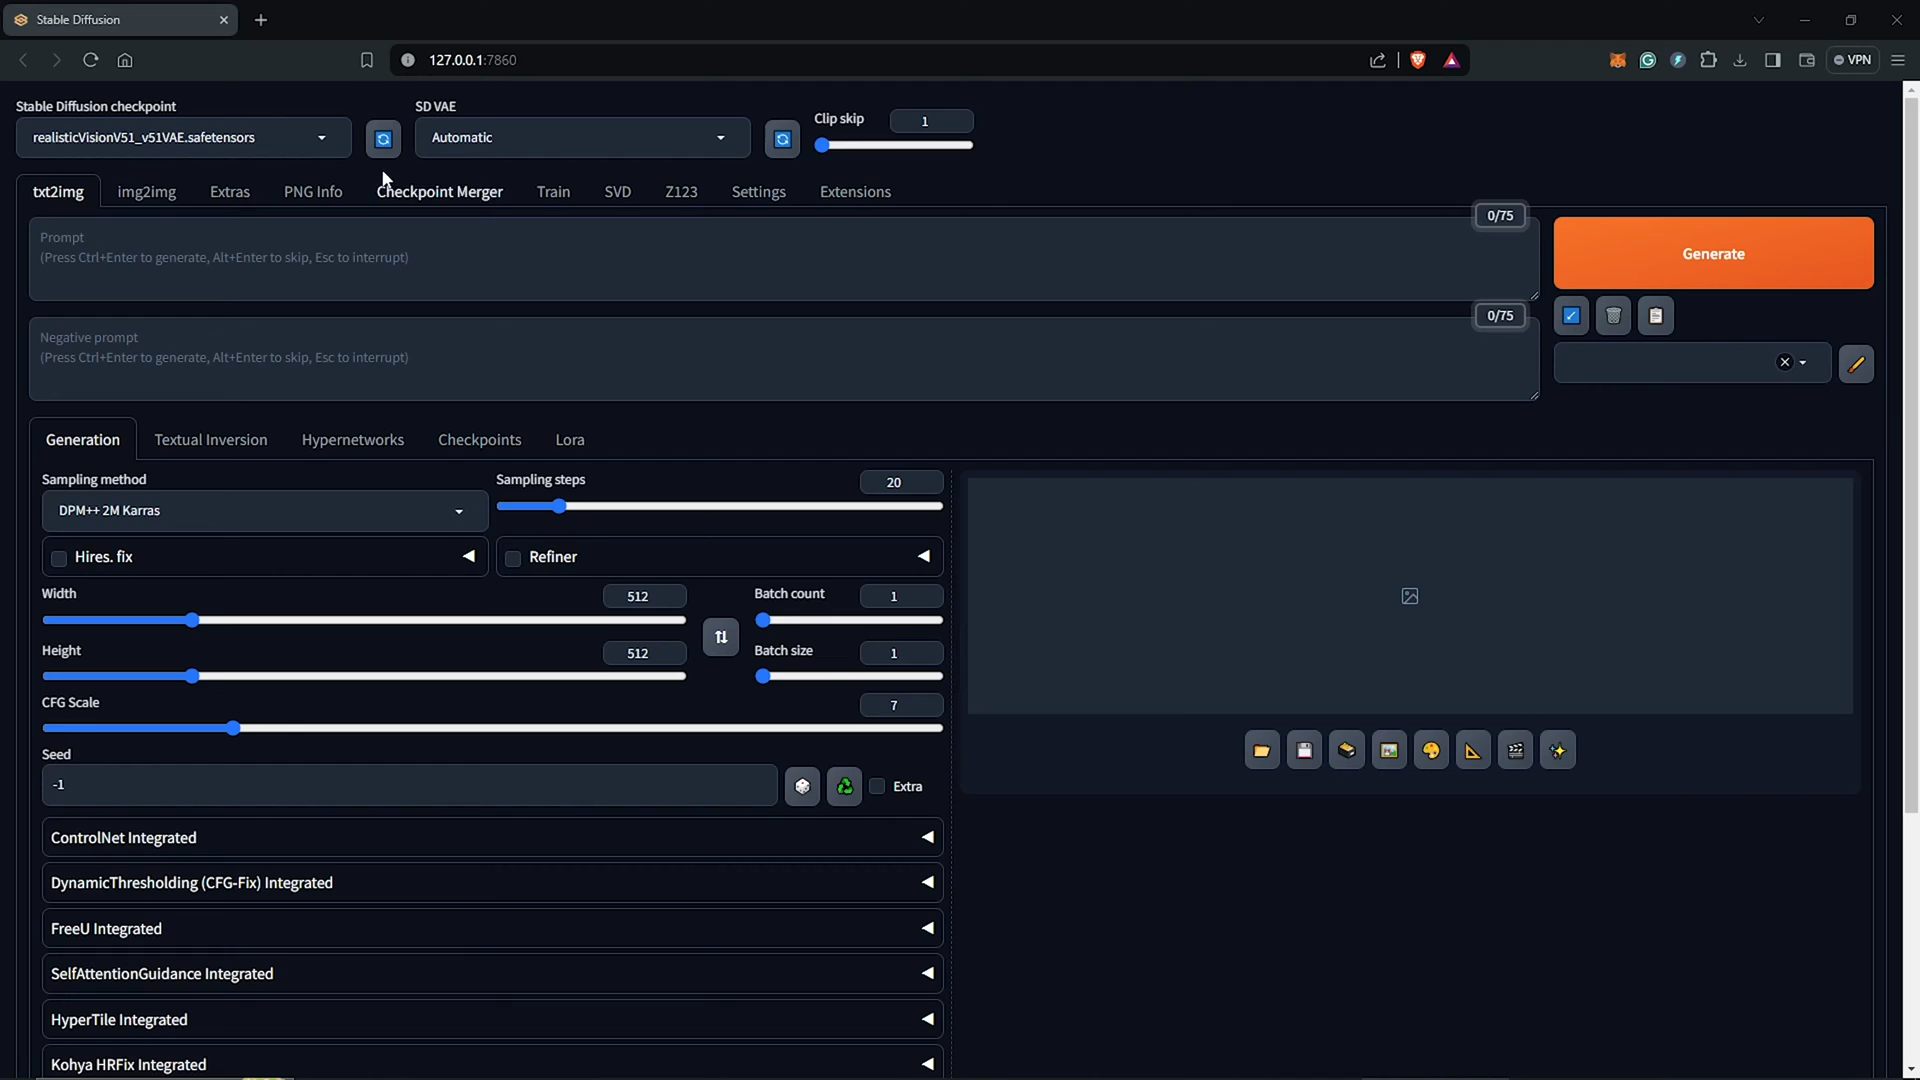 Stable Diffusion
127.0.0.1:7860
VPN
Stable Diffusion checkpoint
SD VAE
Clip skip
1
realisticVisionV51_v51VAE.safetensors
Automatic
txt2img
img2img
Extras
PNG Info
Checkpoint Merger
Train
SVD
Z123
Settings
Extensions
0/75
Prompt
(Press Ctrl+Enter to generate, Alt+Enter to skip, Esc to interrupt)
Generate
0/75
Negative prompt
(Press Ctrl+Enter to generate, Alt+Enter to skip, Esc to interrupt)
Generation
Textual Inversion
Hypernetworks
Checkpoints
Lora
Sampling method
DPM++ 2M Karras
Sampling steps
20
Hires. fix
Refiner
Width
512
Batch count
1
Height
512
Batch size
1
CFG Scale
7
Seed
-1
Extra
ControlNet Integrated
DynamicThresholding (CFG-Fix) Integrated
FreeU Integrated
SelfAttentionGuidance Integrated
HyperTile Integrated
Kohya HRFix Integrated